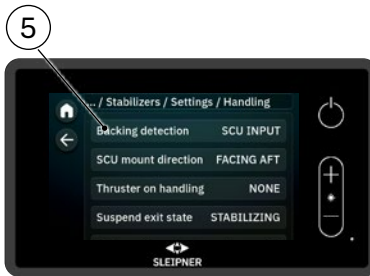 5
... / Stabilizers / Settings / Handling
Backing detection SCU INPUT
SCU mount direction FACING AFT
Thruster on handling NONE
Suspend exit state STABILIZING
SLEIPNER